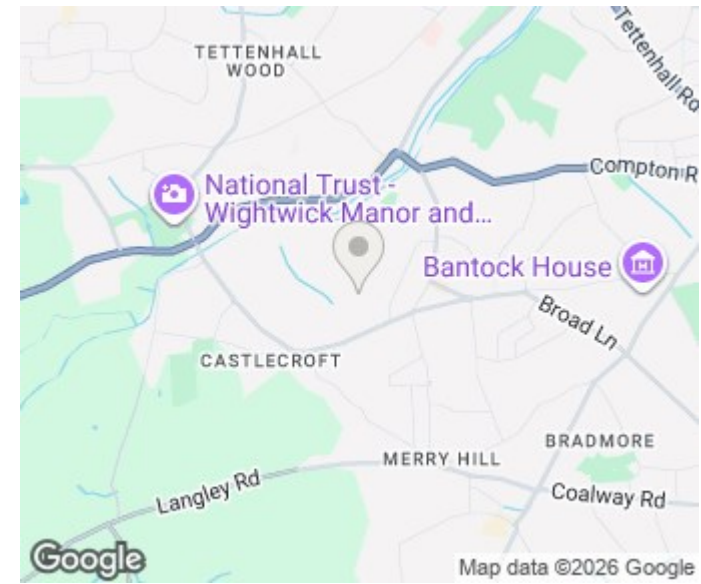 TETTENHALL
WOOD
Tettenhall Rd
Compton R
National Trust -
Wightwick Manor and...
Bantock House
Broad Ln
CASTLECROFT
BRADMORE
MERRY HILL
Langley Rd
Coalway Rd
Google
Map data ©2026 Google